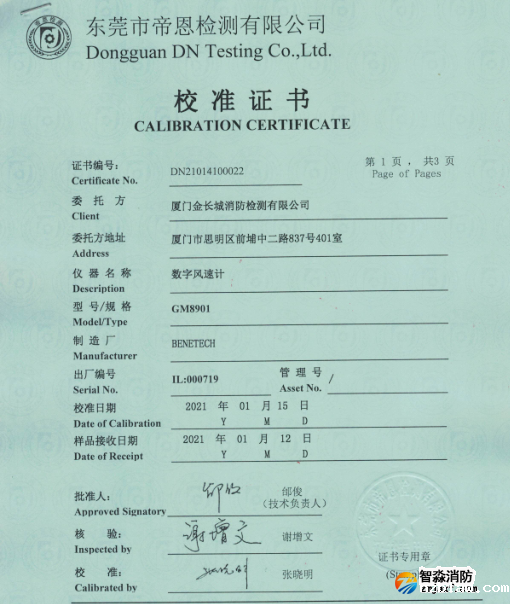 东莞市帝恩检测有限公司
Dongguan DN Testing Co.,Ltd.
校准证书
CALIBRATION CERTIFICATE
证书编号: DN21014100022 第 1 页， 共3 页
Certificate No. Page of Pages
委托方 厦门金长城消防检测有限公司
Client
委托方地址 厦门市思明区前埔中二路837号401室
Address
仪器名称 数字风速计
Description
型号/规格 GM8901
Model/Type
制造厂 BENETECH
Manufacturer
出厂编号 IL:000719 管理号 /
Serial No. Asset No.
校准日期 2021 年 01 月 15 日
Date of Calibration Y M D
样品接收日期 2021 年 01 月 12 日
Date of Receipt Y M D
批准人: 邰俊
Approved Signatory (技术负责人)
核验: 谢增文 谢增文
Inspected by 证书专用章
校准: 张晓明
Calibrated by
智淼消防